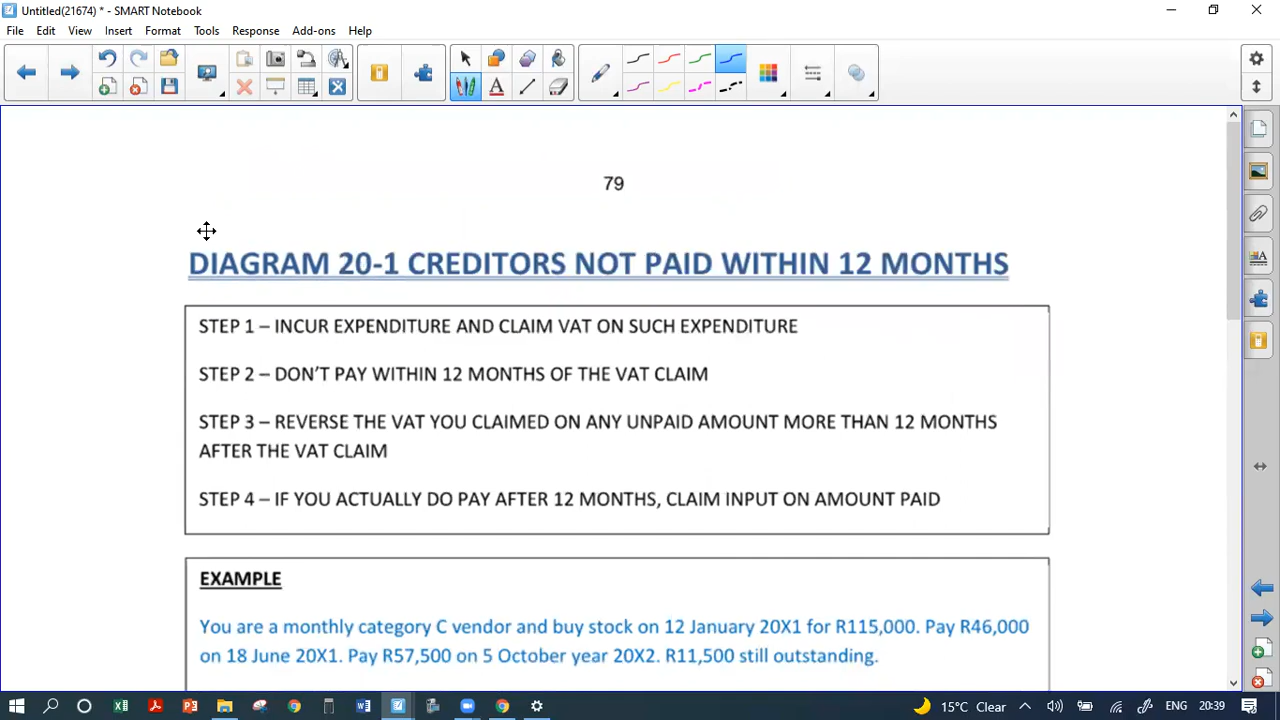 Untitled(21674) * - SMART Notebook
File Edit View Insert Format Tools Response Add-ons Help
79
DIAGRAM 20-1 CREDITORS NOT PAID WITHIN 12 MONTHS
STEP 1 – INCUR EXPENDITURE AND CLAIM VAT ON SUCH EXPENDITURE
STEP 2 – DON'T PAY WITHIN 12 MONTHS OF THE VAT CLAIM
STEP 3 – REVERSE THE VAT YOU CLAIMED ON ANY UNPAID AMOUNT MORE THAN 12 MONTHS
AFTER THE VAT CLAIM
STEP 4 – IF YOU ACTUALLY DO PAY AFTER 12 MONTHS, CLAIM INPUT ON AMOUNT PAID
EXAMPLE
You are a monthly category C vendor and buy stock on 12 January 20X1 for R115,000. Pay R46,000
on 18 June 20X1. Pay R57,500 on 5 October year 20X2. R11,500 still outstanding.
15°C Clear ENG 20:39